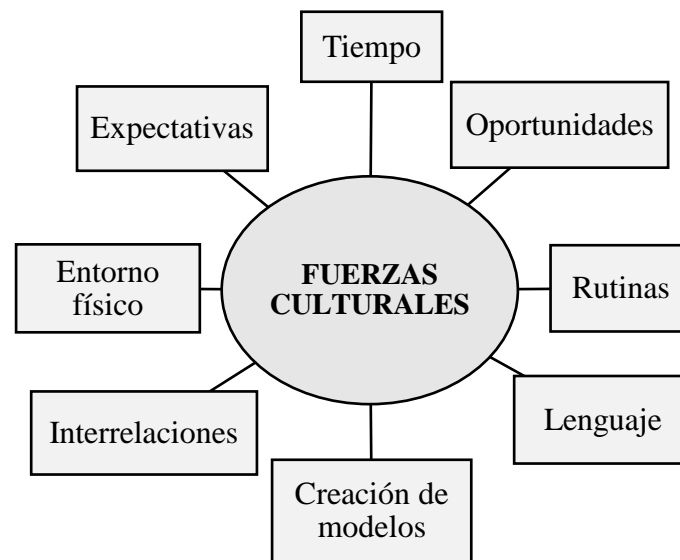 Tiempo
Expectativas
Oportunidades
Entorno
físico
FUERZAS
CULTURALES
Rutinas
Interrelaciones
Lenguaje
Creación de
modelos